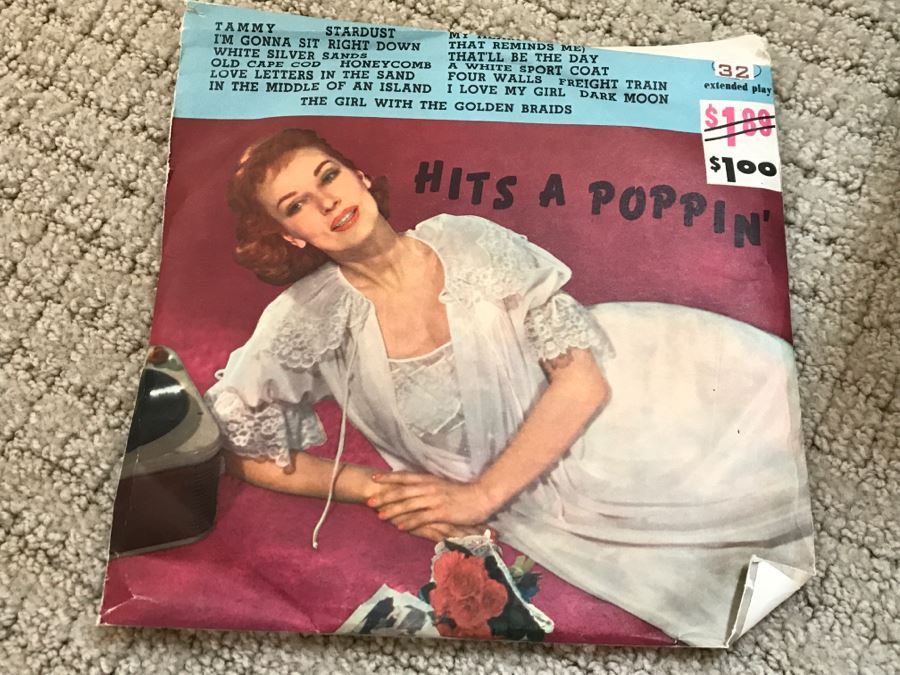 TAMMY STARDUST
I'M GONNA SIT RIGHT DOWN
WHITE SILVER SANDS
OLD CAPE COD HONEYCOMB
LOVE LETTERS IN THE SAND
IN THE MIDDLE OF AN ISLAND
MY
THAT REMINDS ME)
THAT'LL BE THE DAY
A WHITE SPORT COAT
FOUR WALLS FREIGHT TRAIN
I LOVE MY GIRL DARK MOON
THE GIRL WITH THE GOLDEN BRAIDS
(32)
extended play
$1.89
$1.00
HITS A POPPIN'